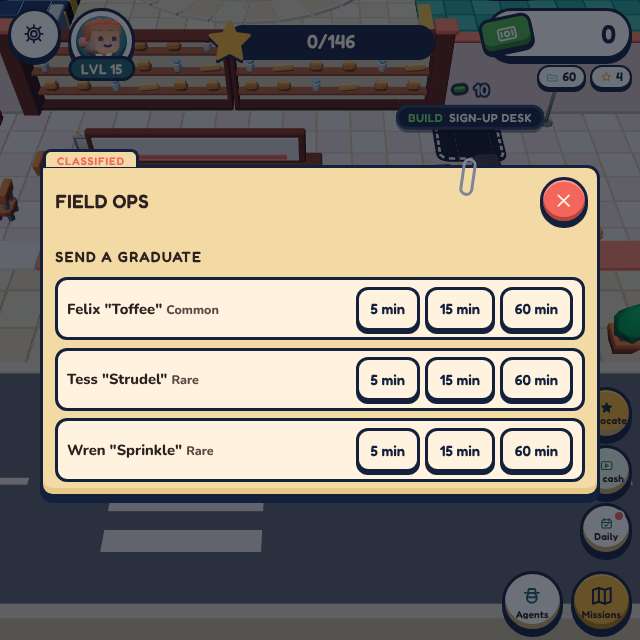 LVL 15
0/146
0
60
4
10
BUILD SIGN-UP DESK
CLASSIFIED
FIELD OPS
SEND A GRADUATE
Felix "Toffee" Common
5 min
15 min
60 min
Tess "Strudel" Rare
5 min
15 min
60 min
Wren "Sprinkle" Rare
5 min
15 min
60 min
cash
Daily
Agents
Missions